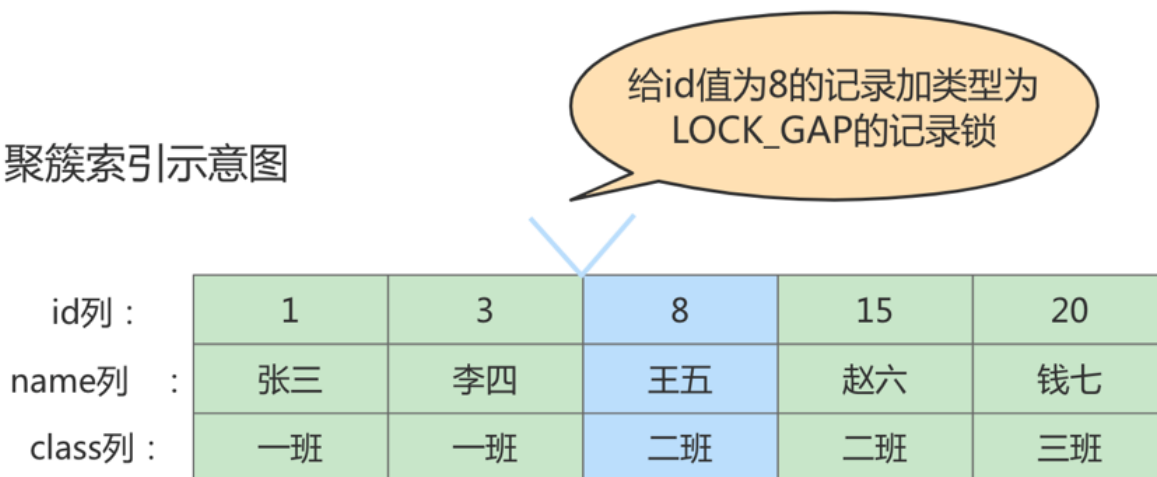 给id值为8的记录加类型为
LOCK_GAP的记录锁
聚簇索引示意图
id列： 1 3 8 15 20
name列 ： 张三 李四 王五 赵六 钱七
class列： 一班 一班 二班 二班 三班